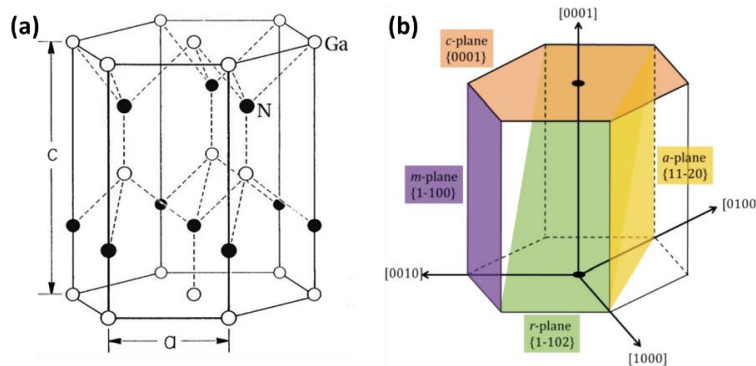 (a)
Ga
N
c
a
(b)
[0001]
c-plane
{0001}
m-plane
{1-100}
a-plane
{11-20}
[0100]
[0010]
r-plane
{1-102}
[1000]